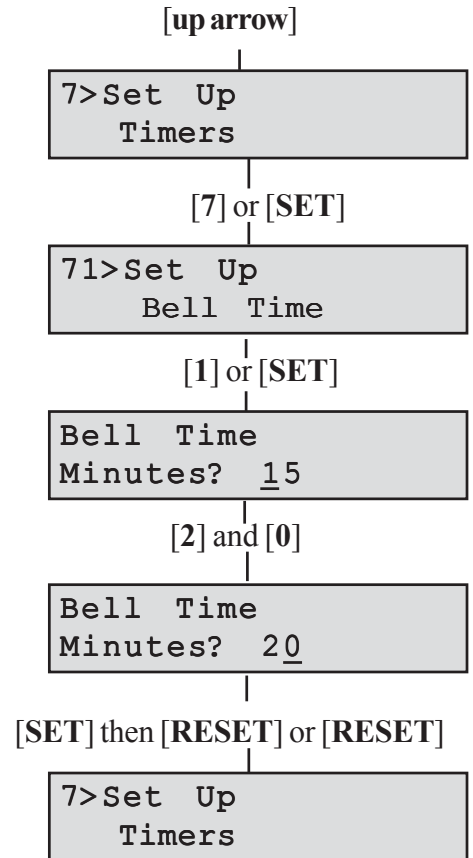 [up arrow]
7>Set Up
Timers
[7] or [SET]
71>Set Up
Bell Time
[1] or [SET]
Bell Time
Minutes? 15
[2] and [0]
Bell Time
Minutes? 20
[SET] then [RESET] or [RESET]
7>Set Up
Timers